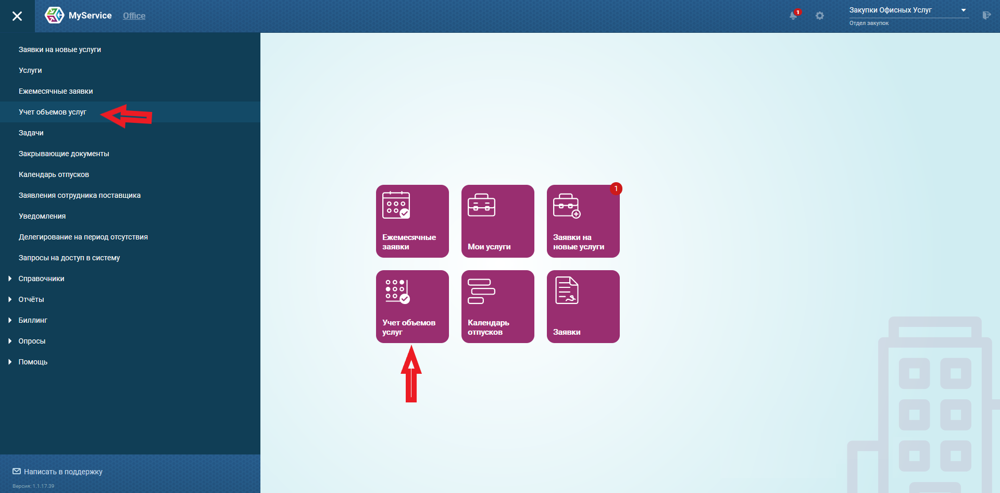 MyService Office
1
Закупки Офисных Услуг
Отдел закупок
Заявки на новые услуги
Услуги
Ежемесячные заявки
Учет объемов услуг
Задачи
Закрывающие документы
Календарь отпусков
Заявления сотрудника поставщика
Уведомления
Делегирование на период отсутствия
Запросы на доступ в систему
Справочники
Отчёты
Биллинг
Опросы
Помощь
Написать в поддержку
Версия: 1.1.17.39
Ежемесячные
заявки
Мои услуги
1
Заявки на
новые услуги
Учет объемов
услуг
Календарь
отпусков
Заявки